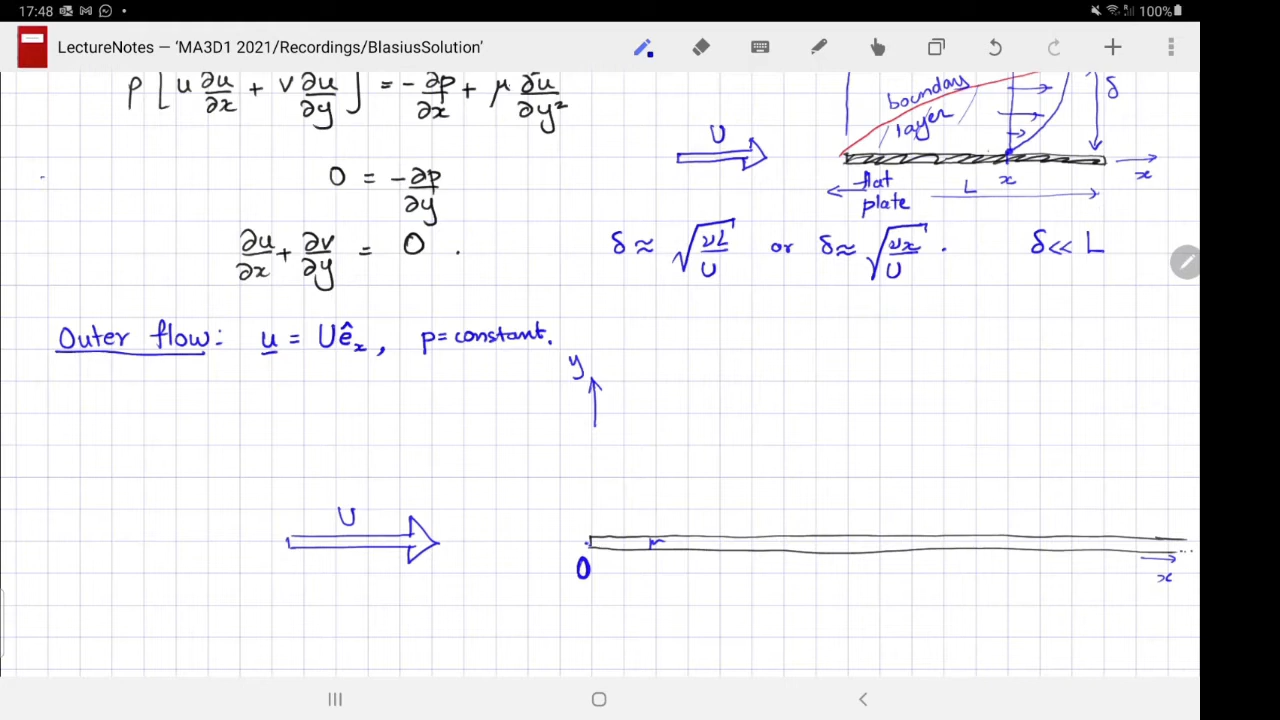 17:48
100%
LectureNotes — ‘MA3D1 2021/Recordings/BlasiusSolution’
ρ [ u ∂u/∂x + v ∂u/∂y ] = - ∂p/∂x + μ ∂²u/∂y²
boundary
layer
δ
U
0 = - ∂p/∂y
flat
plate
L
x
x
∂u/∂x + ∂v/∂y = 0 .
δ ≈ √(νL/U) or δ ≈ √(νx/U) . δ << L
Outer flow: u = U ê_x , p = constant.
y
U
0
x
...